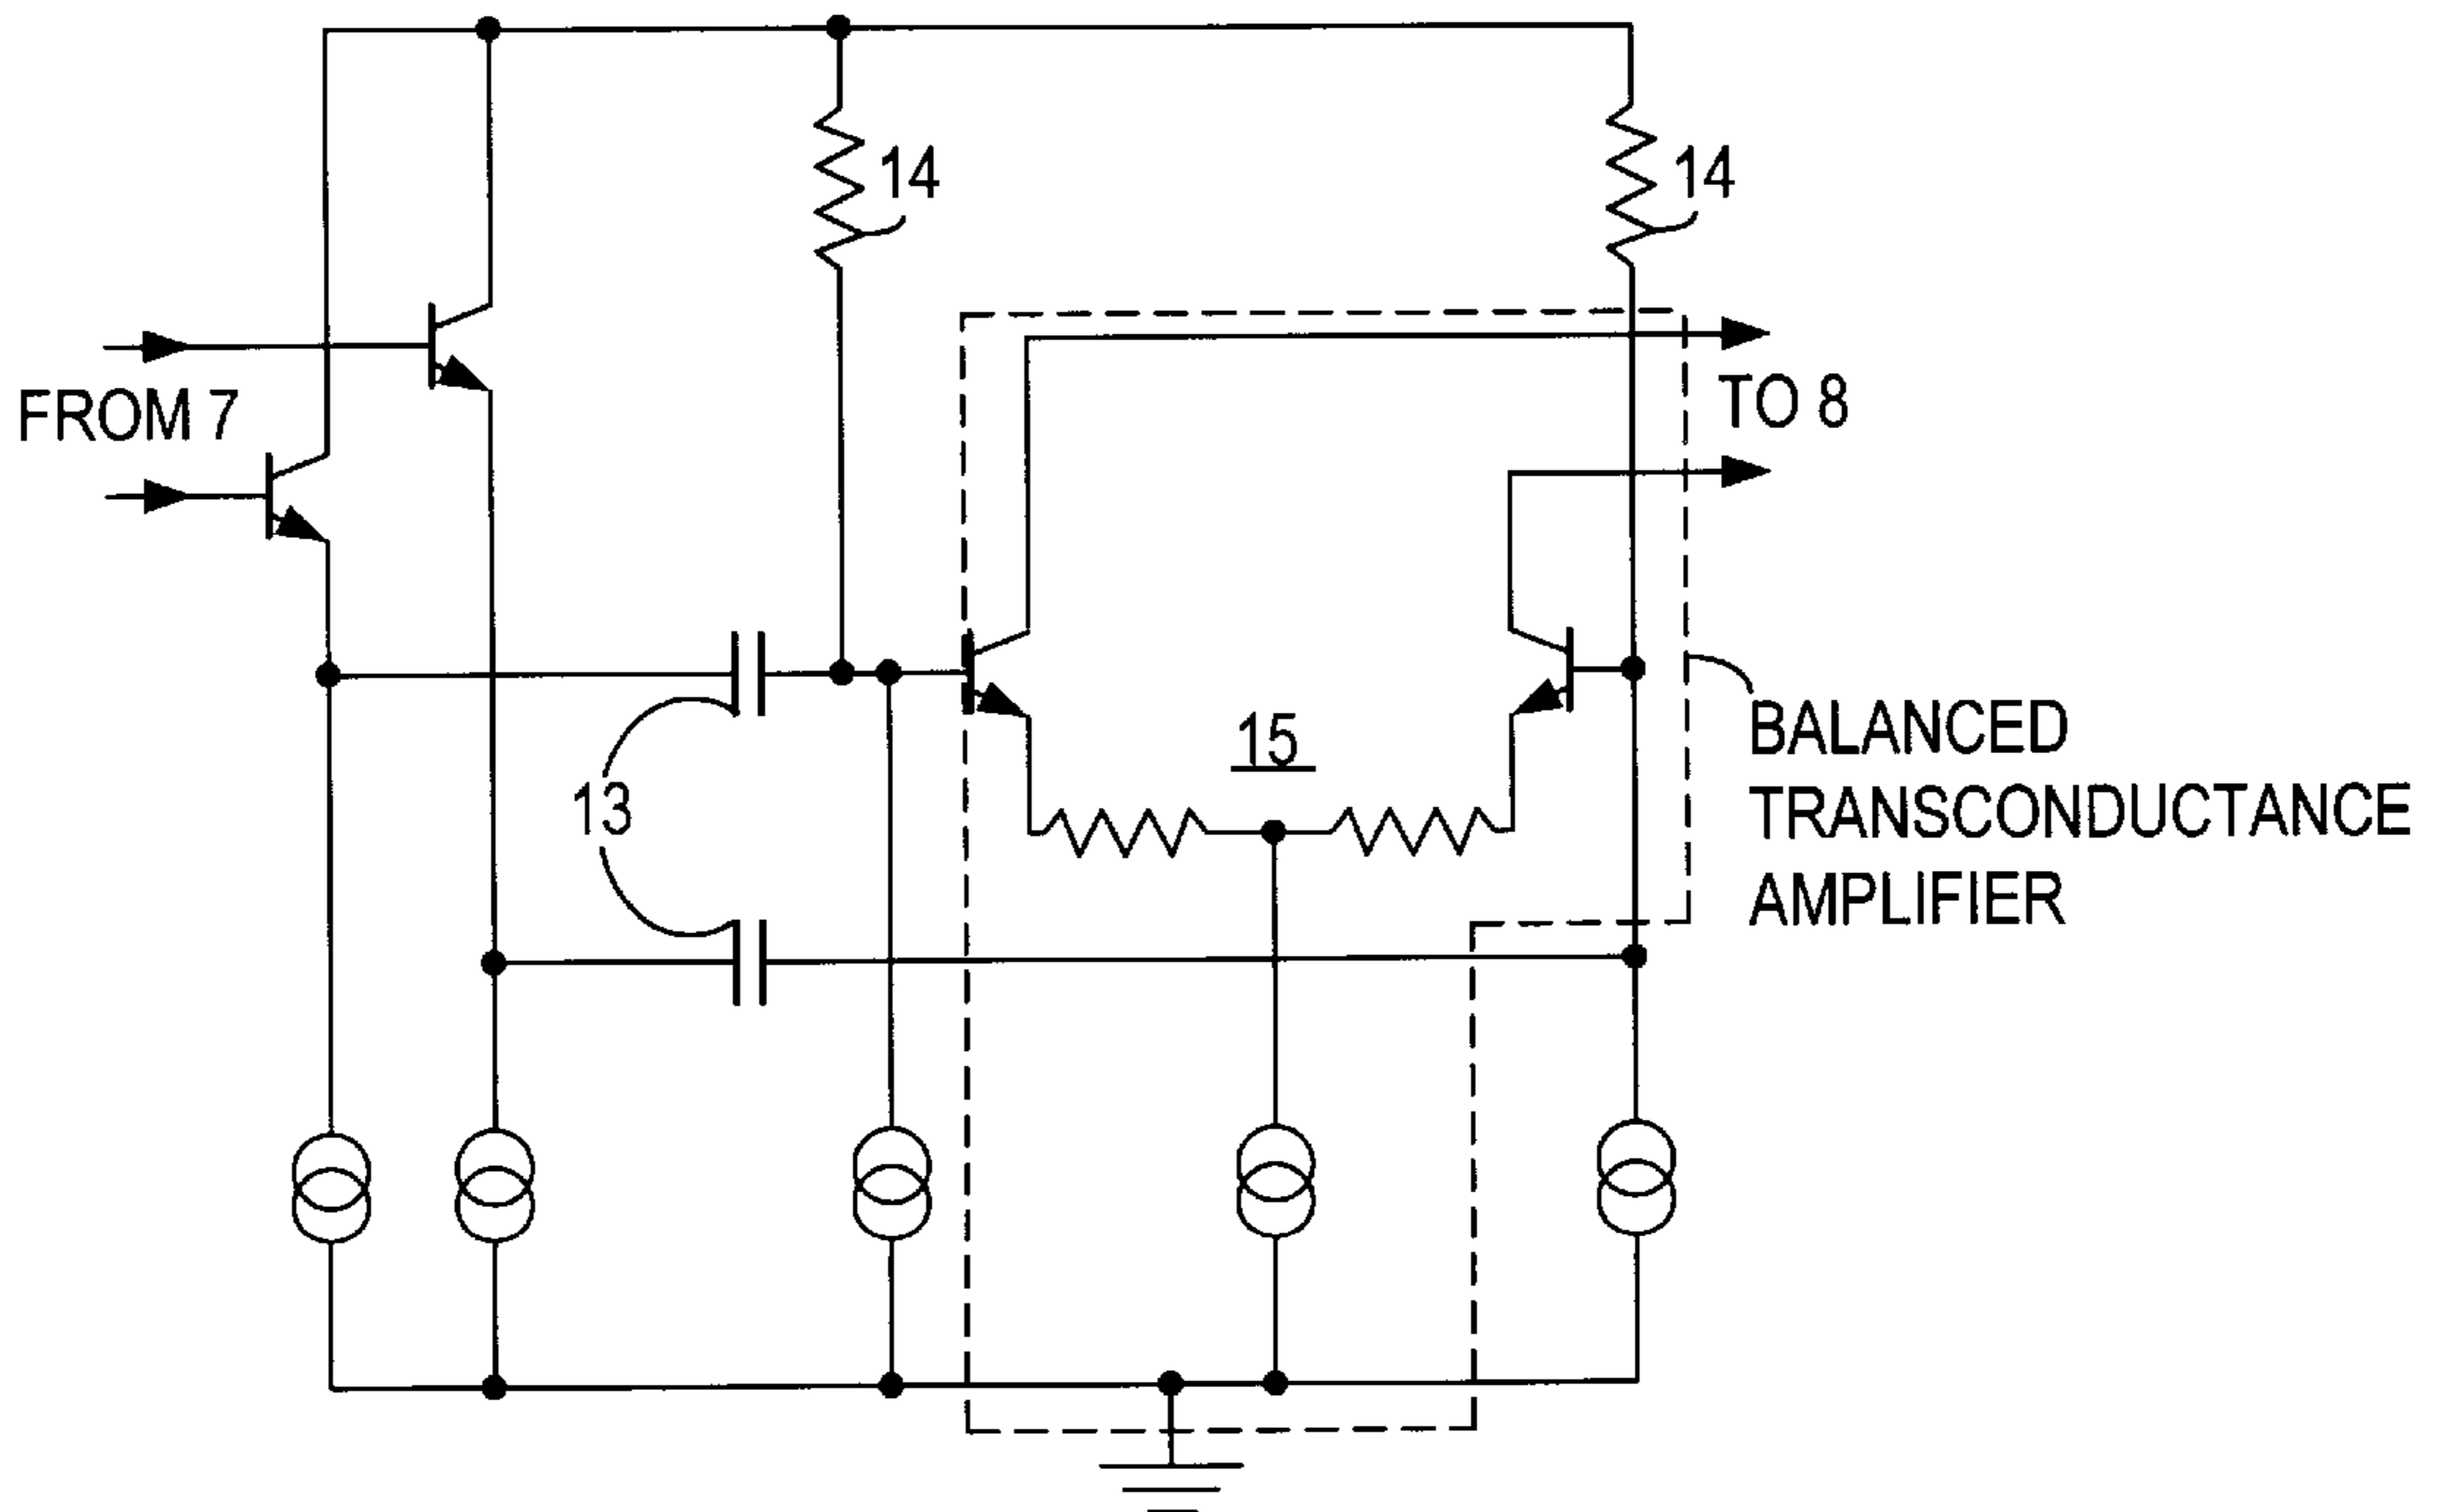 14
14
FROM 7
TO 8
15
13
BALANCED
TRANSCONDUCTANCE
AMPLIFIER